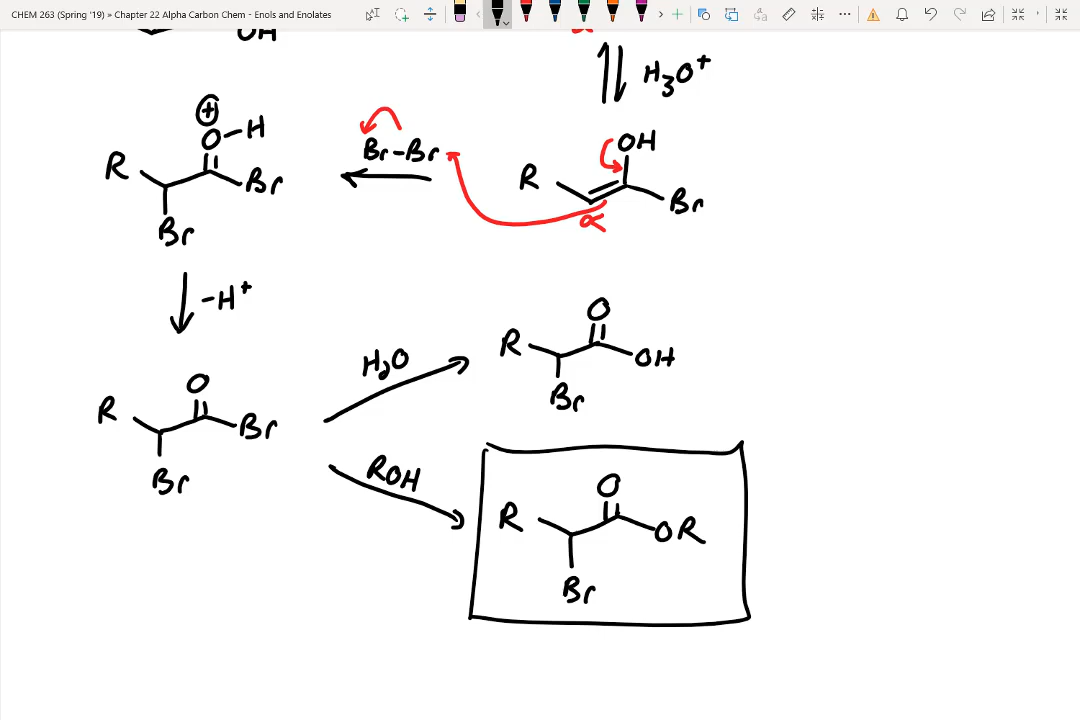 CHEM 263 (Spring '19) » Chapter 22 Alpha Carbon Chem - Enols and Enolates
OH
α
H₃O⁺
⊕
O-H
R
Br
Br
Br-Br
OH
R
Br
α
-H⁺
O
R
Br
Br
H₂O
O
R
OH
Br
ROH
O
R
OR
Br